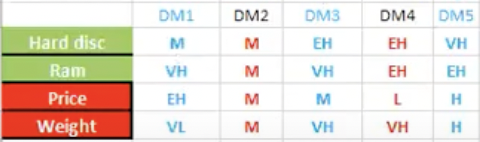 DM1 DM2 DM3 DM4 DM5
Hard disc M M EH EH VH
Ram VH M VH EH EH
Price EH M M L H
Weight VL M VH VH H